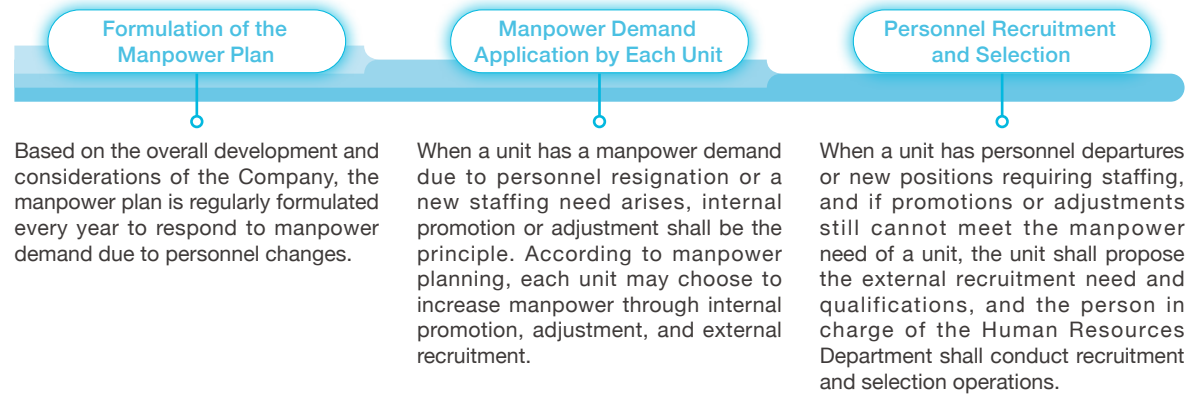 Formulation of the
Manpower Plan
Based on the overall development and
considerations of the Company, the
manpower plan is regularly formulated
every year to respond to manpower
demand due to personnel changes.
Manpower Demand
Application by Each Unit
When a unit has a manpower demand
due to personnel resignation or a
new staffing need arises, internal
promotion or adjustment shall be the
principle. According to manpower
planning, each unit may choose to
increase manpower through internal
promotion, adjustment, and external
recruitment.
Personnel Recruitment
and Selection
When a unit has personnel departures
or new positions requiring staffing,
and if promotions or adjustments
still cannot meet the manpower
need of a unit, the unit shall propose
the external recruitment need and
qualifications, and the person in
charge of the Human Resources
Department shall conduct recruitment
and selection operations.